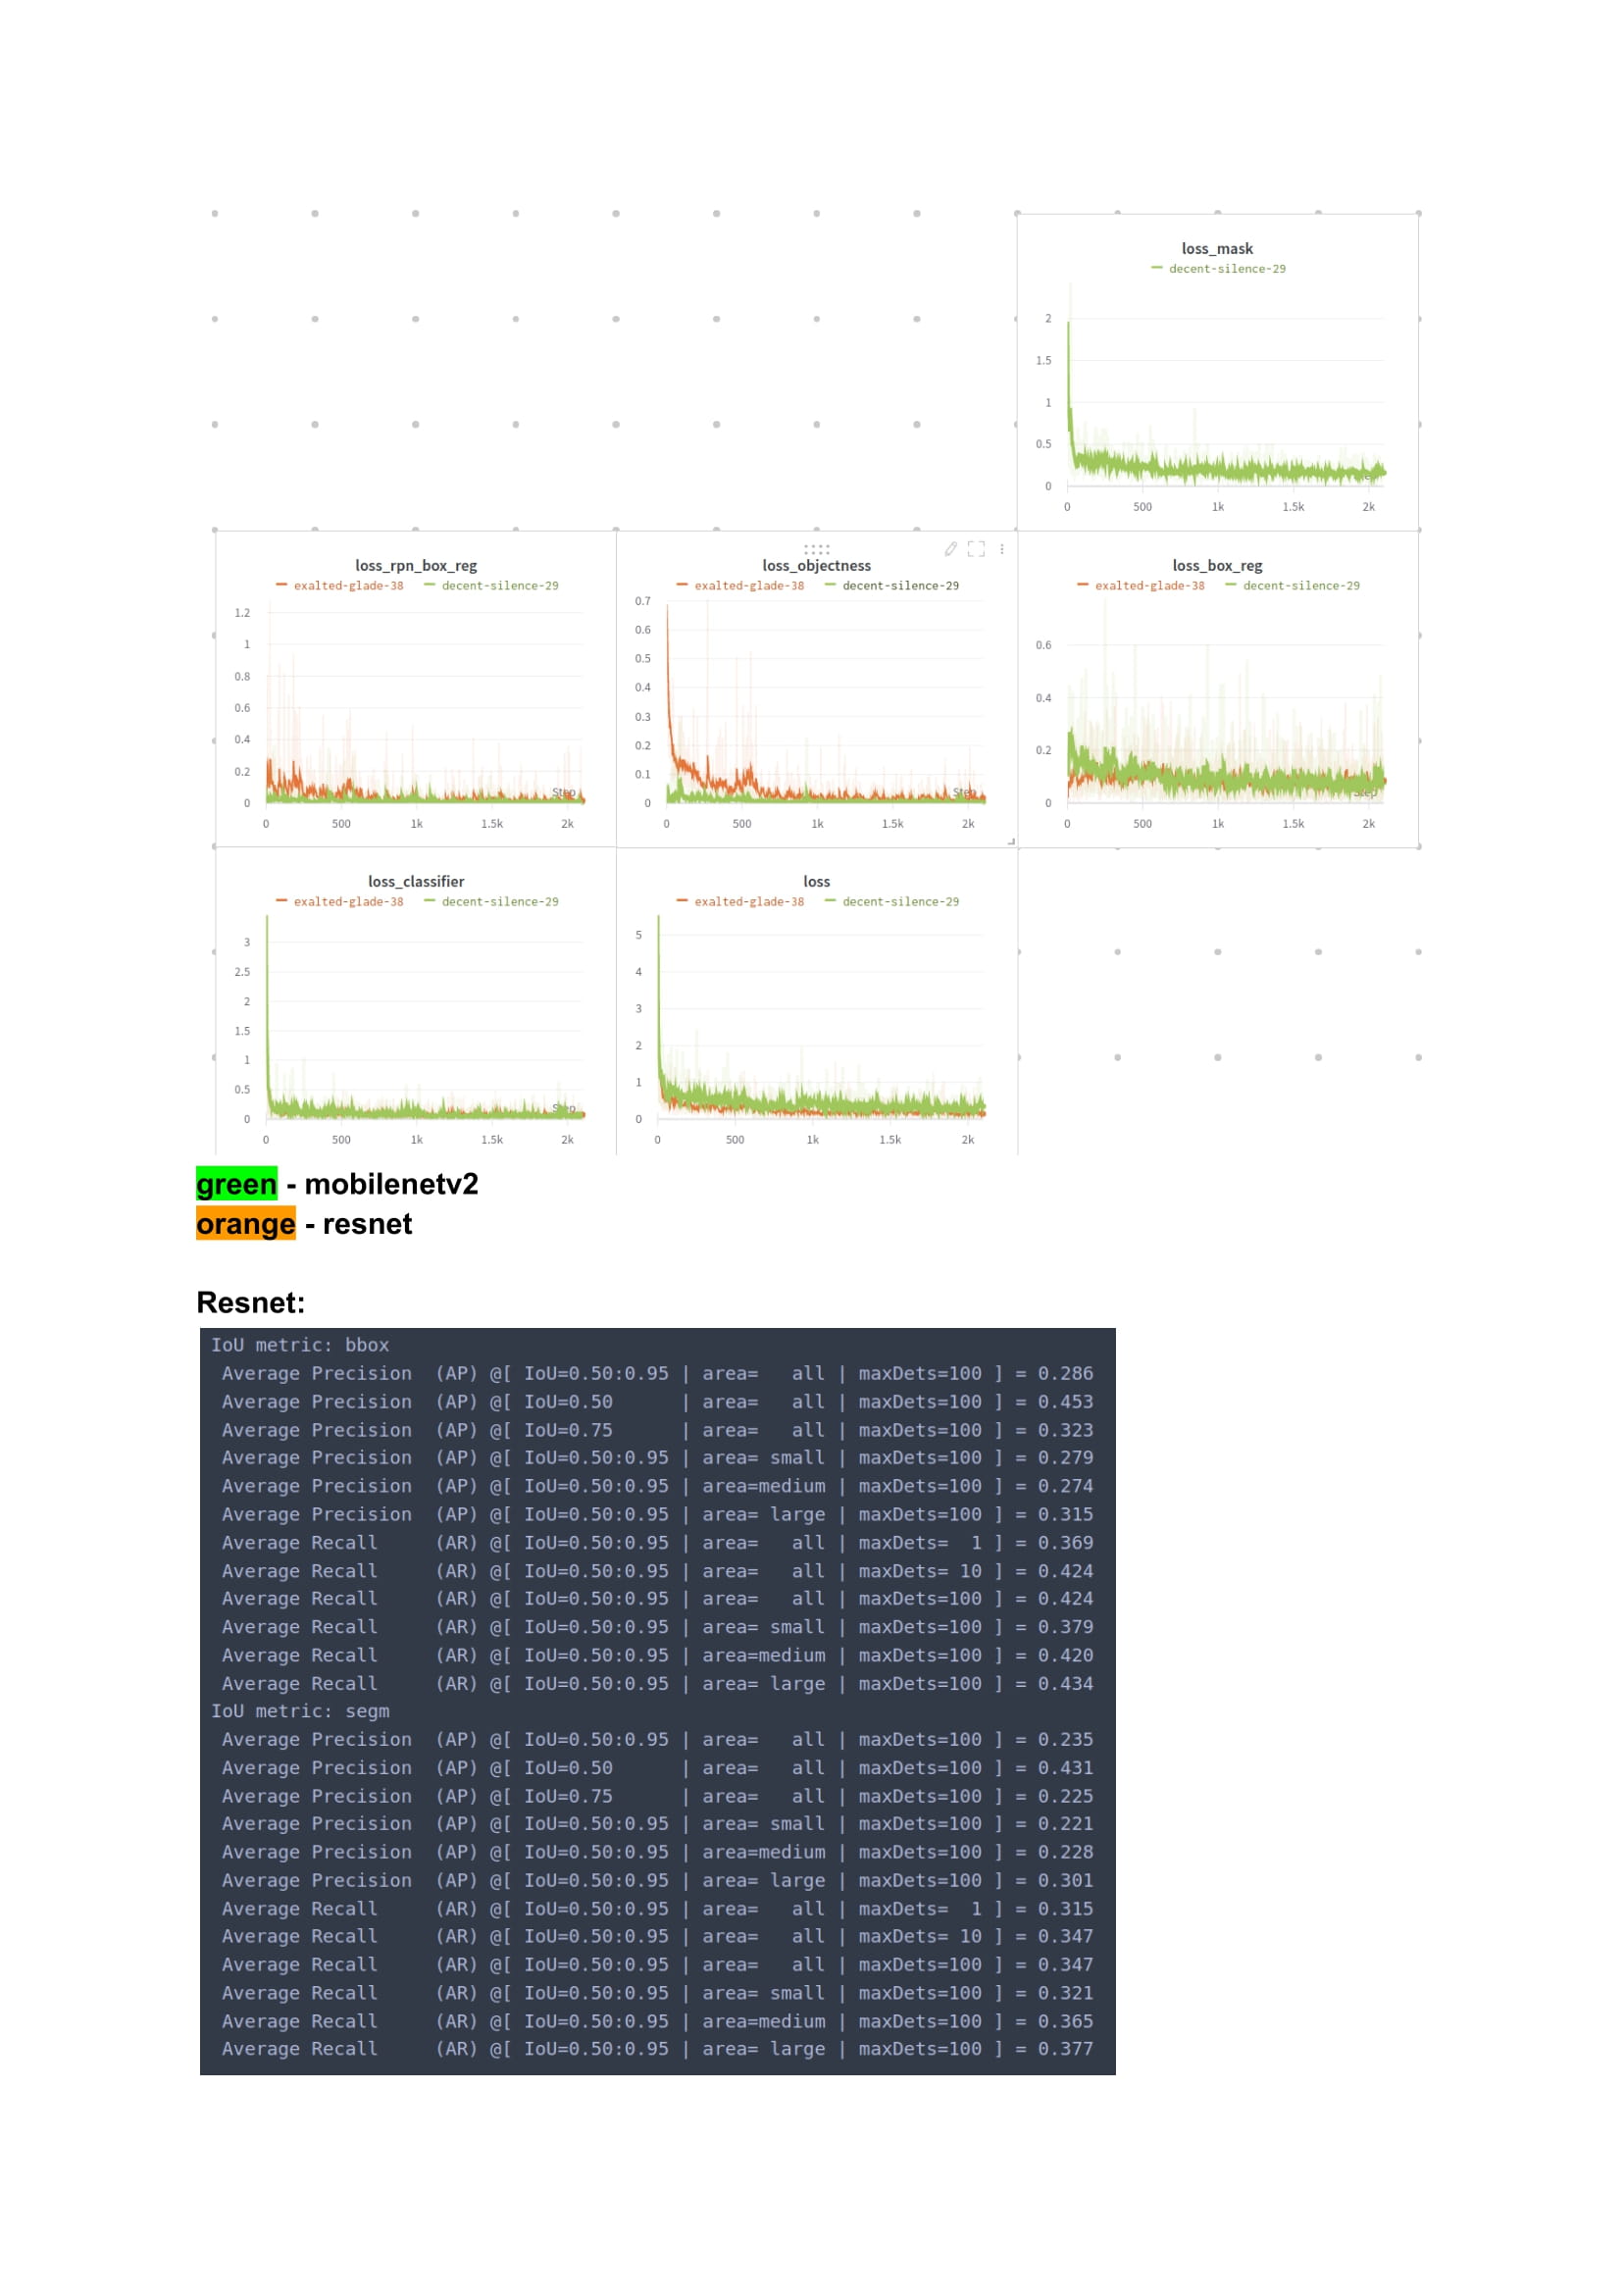 loss_mask
decent-silence-29
2
1.5
1
0.5
0
Step
0 500 1k 1.5k 2k
loss_rpn_box_reg
exalted-glade-38 decent-silence-29
1.2
1
0.8
0.6
0.4
0.2
0
Step
0 500 1k 1.5k 2k
loss_objectness
exalted-glade-38 decent-silence-29
0.7
0.6
0.5
0.4
0.3
0.2
0.1
0
Step
0 500 1k 1.5k 2k
loss_box_reg
exalted-glade-38 decent-silence-29
0.6
0.4
0.2
0
Step
0 500 1k 1.5k 2k
loss_classifier
exalted-glade-38 decent-silence-29
3
2.5
2
1.5
1
0.5
0
Step
0 500 1k 1.5k 2k
loss
exalted-glade-38 decent-silence-29
5
4
3
2
1
0
0 500 1k 1.5k 2k
green - mobilenetv2
orange - resnet
Resnet:
IoU metric: bbox
Average Precision (AP) @[ IoU=0.50:0.95 | area= all | maxDets=100 ] = 0.286
Average Precision (AP) @[ IoU=0.50 | area= all | maxDets=100 ] = 0.453
Average Precision (AP) @[ IoU=0.75 | area= all | maxDets=100 ] = 0.323
Average Precision (AP) @[ IoU=0.50:0.95 | area= small | maxDets=100 ] = 0.279
Average Precision (AP) @[ IoU=0.50:0.95 | area=medium | maxDets=100 ] = 0.274
Average Precision (AP) @[ IoU=0.50:0.95 | area= large | maxDets=100 ] = 0.315
Average Recall (AR) @[ IoU=0.50:0.95 | area= all | maxDets= 1 ] = 0.369
Average Recall (AR) @[ IoU=0.50:0.95 | area= all | maxDets= 10 ] = 0.424
Average Recall (AR) @[ IoU=0.50:0.95 | area= all | maxDets=100 ] = 0.424
Average Recall (AR) @[ IoU=0.50:0.95 | area= small | maxDets=100 ] = 0.379
Average Recall (AR) @[ IoU=0.50:0.95 | area=medium | maxDets=100 ] = 0.420
Average Recall (AR) @[ IoU=0.50:0.95 | area= large | maxDets=100 ] = 0.434
IoU metric: segm
Average Precision (AP) @[ IoU=0.50:0.95 | area= all | maxDets=100 ] = 0.235
Average Precision (AP) @[ IoU=0.50 | area= all | maxDets=100 ] = 0.431
Average Precision (AP) @[ IoU=0.75 | area= all | maxDets=100 ] = 0.225
Average Precision (AP) @[ IoU=0.50:0.95 | area= small | maxDets=100 ] = 0.221
Average Precision (AP) @[ IoU=0.50:0.95 | area=medium | maxDets=100 ] = 0.228
Average Precision (AP) @[ IoU=0.50:0.95 | area= large | maxDets=100 ] = 0.301
Average Recall (AR) @[ IoU=0.50:0.95 | area= all | maxDets= 1 ] = 0.315
Average Recall (AR) @[ IoU=0.50:0.95 | area= all | maxDets= 10 ] = 0.347
Average Recall (AR) @[ IoU=0.50:0.95 | area= all | maxDets=100 ] = 0.347
Average Recall (AR) @[ IoU=0.50:0.95 | area= small | maxDets=100 ] = 0.321
Average Recall (AR) @[ IoU=0.50:0.95 | area=medium | maxDets=100 ] = 0.365
Average Recall (AR) @[ IoU=0.50:0.95 | area= large | maxDets=100 ] = 0.377